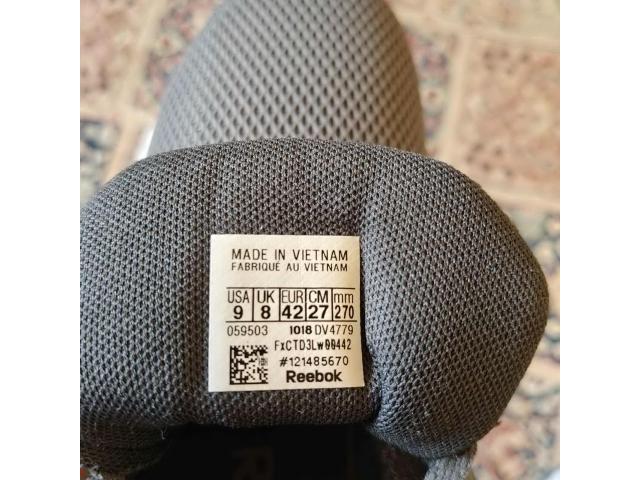 MADE IN VIETNAM
FABRIQUÉ AU VIETNAM
USA UK EUR CM mm
9 8 42 27 270
059503 1018 DV4779
FxCTD3Lw00442
#121485670
Reebok